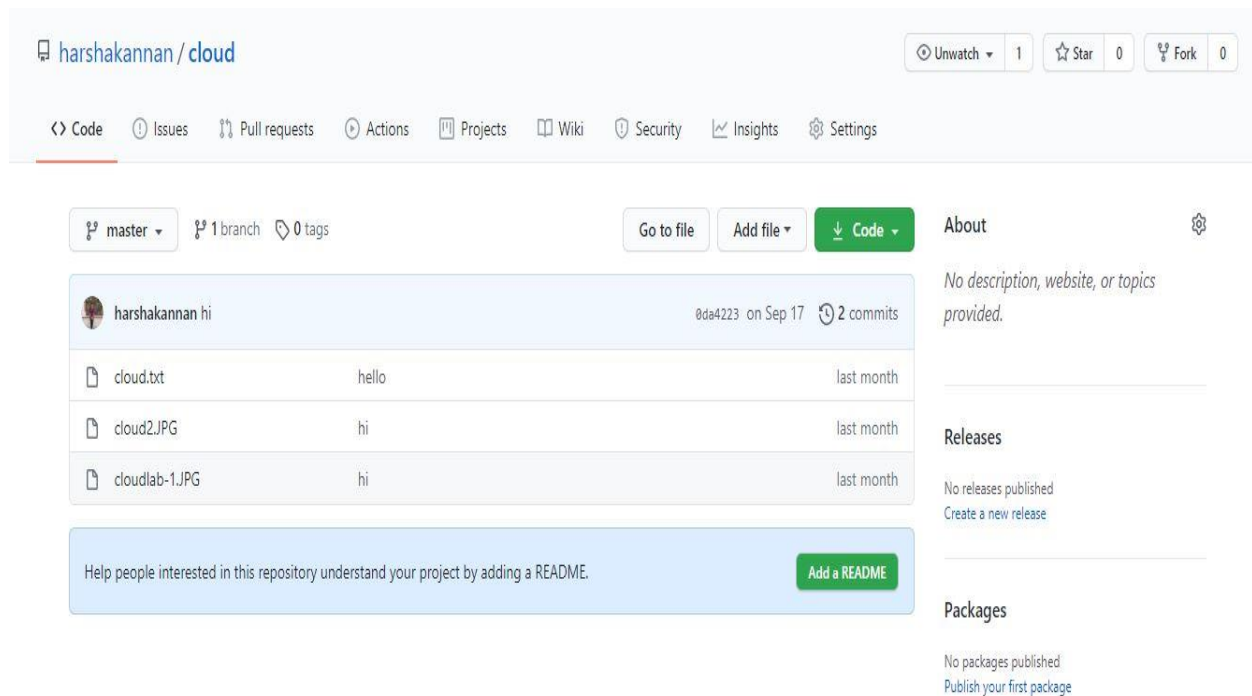 harshakannan / cloud
Unwatch 1 Star 0 Fork 0
Code Issues Pull requests Actions Projects Wiki Security Insights Settings
master 1 branch 0 tags Go to file Add file Code
harshakannan hi 0da4223 on Sep 17 2 commits
cloud.txt hello last month
cloud2.JPG hi last month
cloudlab-1.JPG hi last month
Help people interested in this repository understand your project by adding a README. Add a README
About
No description, website, or topics
provided.
Releases
No releases published
Create a new release
Packages
No packages published
Publish your first package